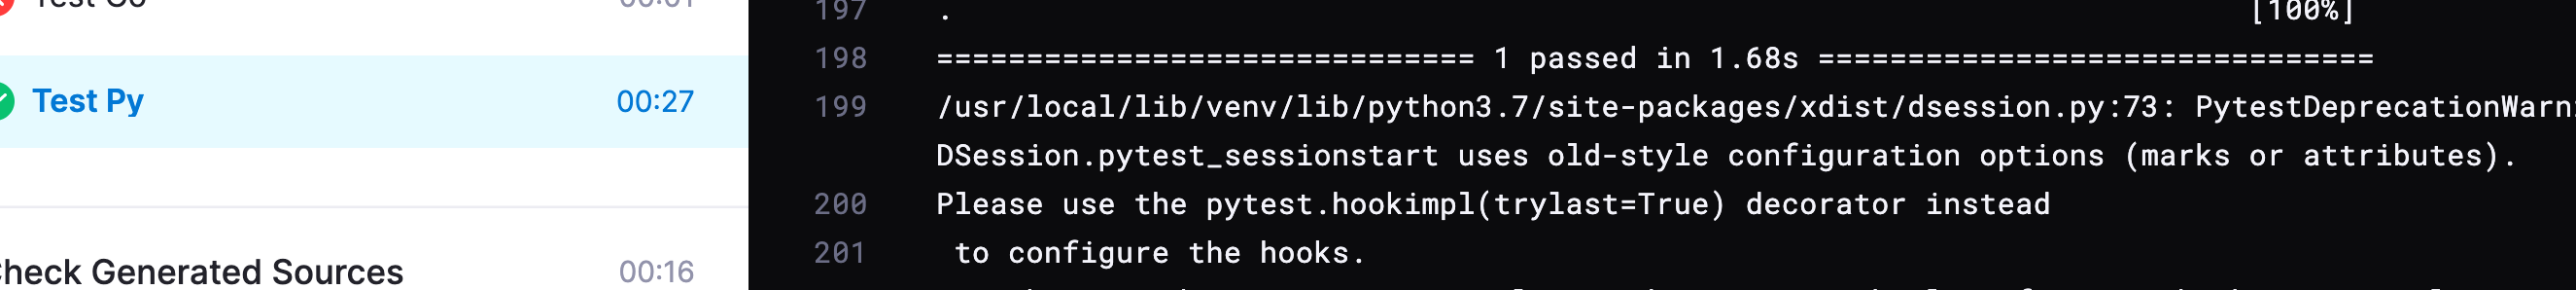 Test Go 00:01
Test Py 00:27
Check Generated Sources 00:16
197 . [100%]
198 ============================== 1 passed in 1.68s ===============================
199 /usr/local/lib/venv/lib/python3.7/site-packages/xdist/dsession.py:73: PytestDeprecationWarn
DSession.pytest_sessionstart uses old-style configuration options (marks or attributes).
200 Please use the pytest.hookimpl(trylast=True) decorator instead
201 to configure the hooks.